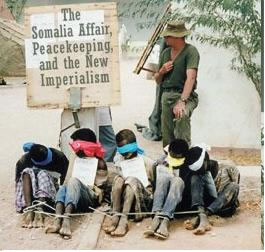 The
Somalia Affair,
Peacekeeping,
and the New
Imperialism